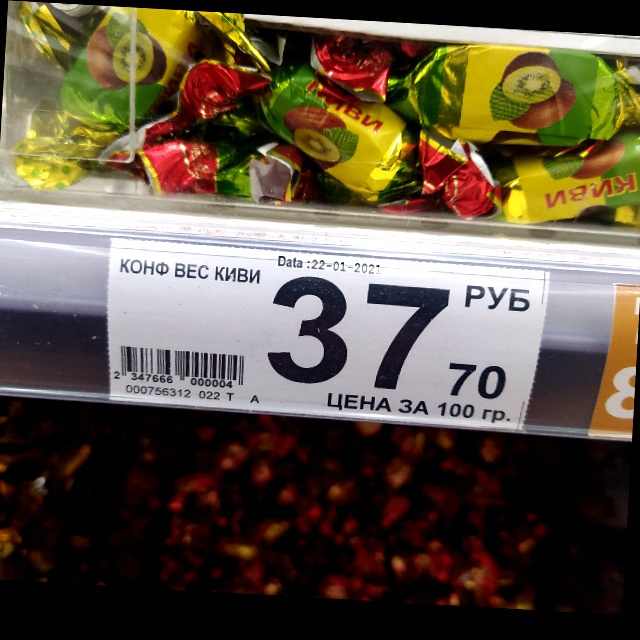 КИВИ
КИВИ
Data :22-01-2021
КОНФ ВЕС КИВИ
37 70 РУБ
2 347666 000004
000756312 022 Т А
ЦЕНА ЗА 100 гр.
8